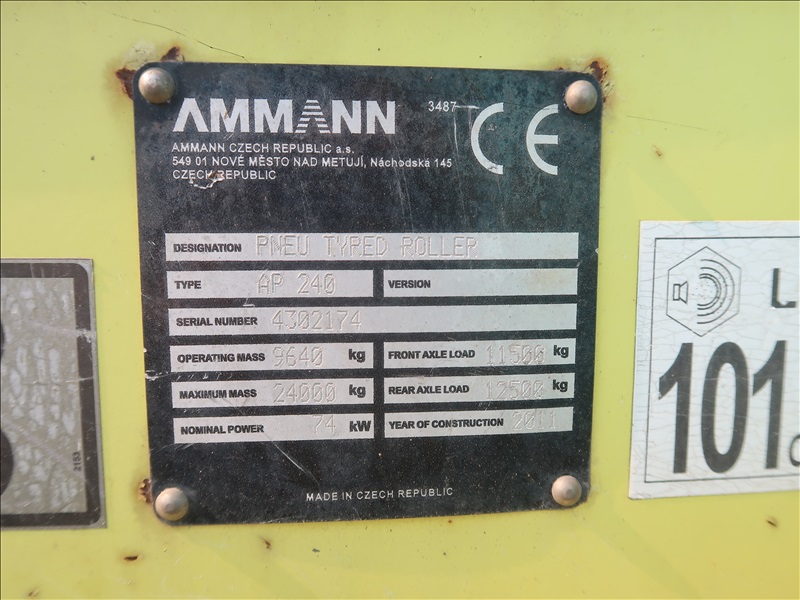 AMMANN
3487 CE
AMMANN CZECH REPUBLIC a.s.
549 01 NOVÉ MĚSTO NAD METUJÍ, Náchodská 145
CZECH REPUBLIC
DESIGNATION PNEU TYRED ROLLER
TYPE AP 240 VERSION
SERIAL NUMBER 4302174
OPERATING MASS 9640 kg FRONT AXLE LOAD 11500 kg
MAXIMUM MASS 24000 kg REAR AXLE LOAD 12500 kg
NOMINAL POWER 74 kW YEAR OF CONSTRUCTION 2011
MADE IN CZECH REPUBLIC
2153
L
101